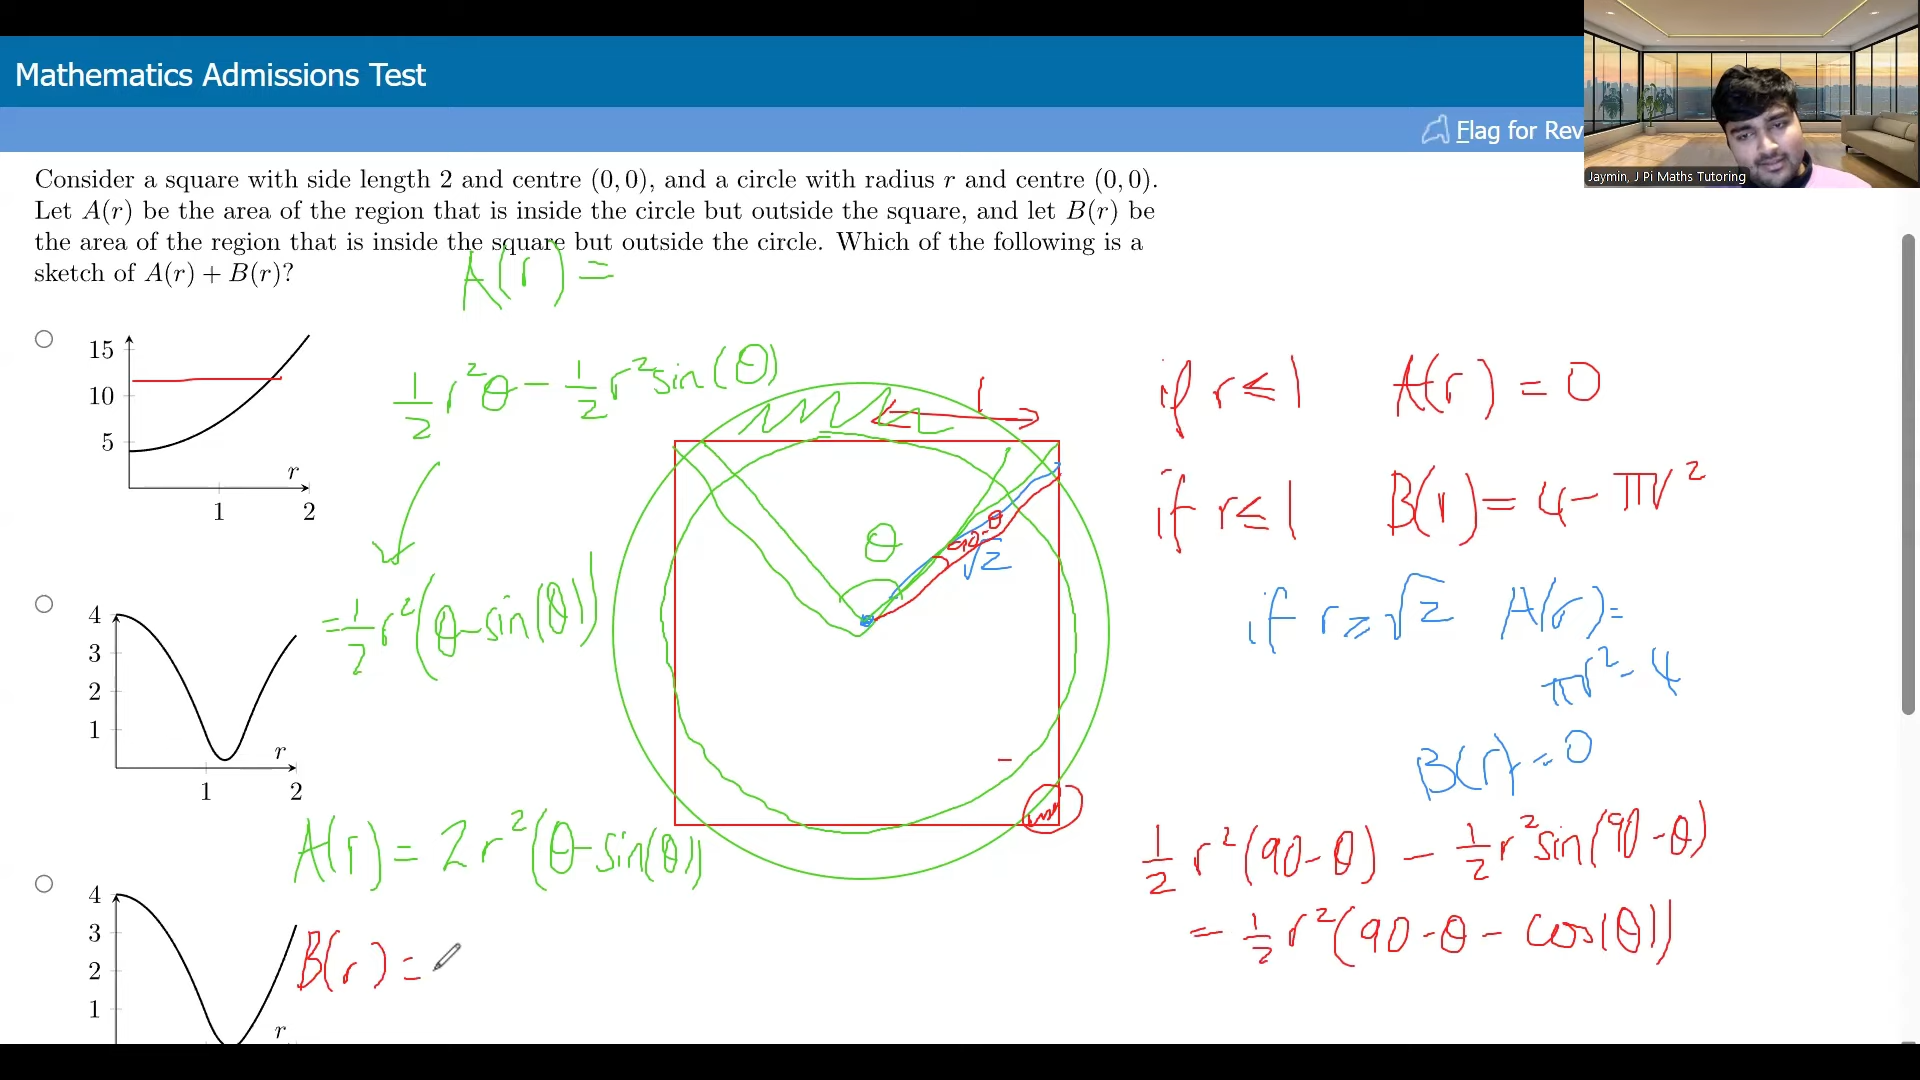 Mathematics Admissions Test
Flag for Rev
Jaymin, J Pi Maths Tutoring
Consider a square with side length 2 and centre (0, 0), and a circle with radius r and centre (0, 0).
Let A(r) be the area of the region that is inside the circle but outside the square, and let B(r) be
the area of the region that is inside the square but outside the circle. Which of the following is a
sketch of A(r) + B(r)?
A(r) =
15
10
5
r
1 2
4
3
2
1
r
1 2
4
3
2
1
r
1/2 r²θ - 1/2 r² sin(θ)
= 1/2 r²(θ - sin(θ))
A(r) = 2r²(θ - sin(θ))
B(r) =
1
θ
90-θ
√2
if r ≤ 1 A(r) = 0
if r ≤ 1 B(r) = 4 - πr²
if r ≥ √2 A(r) =
πr² - 4
B(r) = 0
1/2 r²(90 - θ) - 1/2 r² sin(90 - θ)
= 1/2 r²(90 - θ - cos(θ))